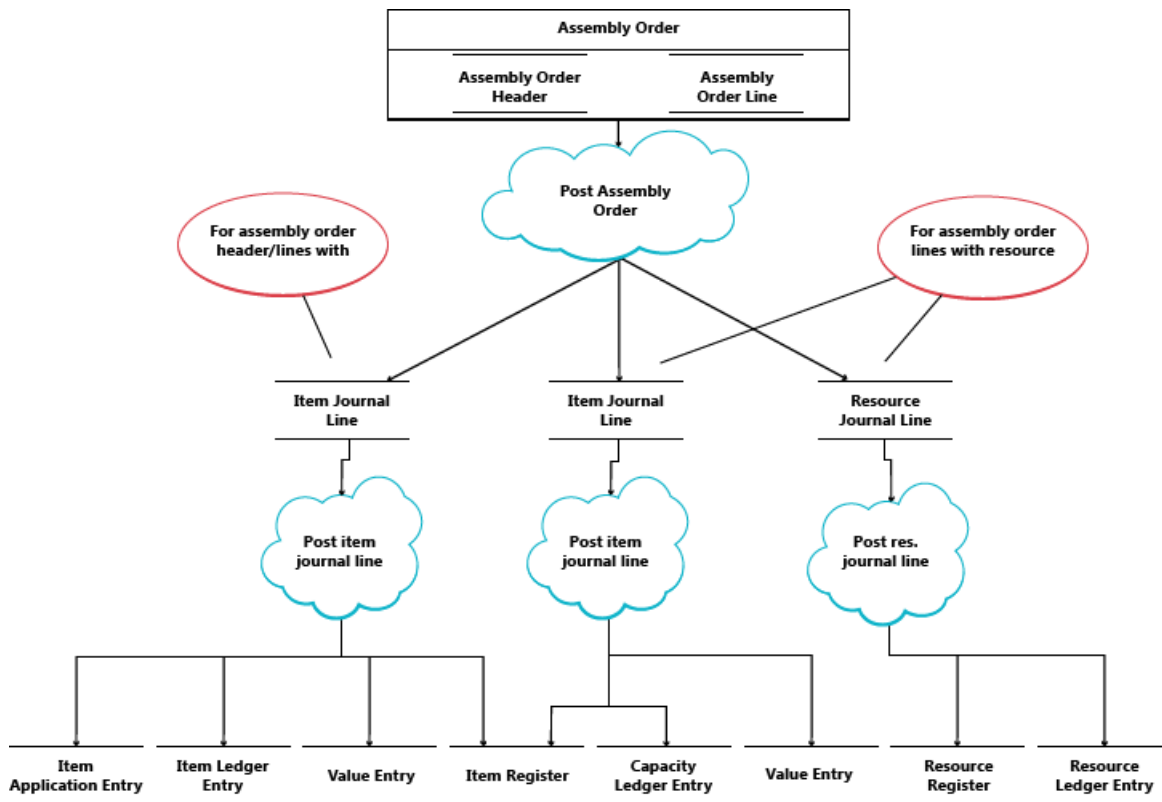 Assembly Order
Assembly Order
Header
Assembly
Order Line
Post Assembly
Order
For assembly order
header/lines with
For assembly order
lines with resource
Item Journal
Line
Item Journal
Line
Resource
Journal Line
Post item
journal line
Post item
journal line
Post res.
journal line
Item
Application Entry
Item Ledger
Entry
Value Entry
Item Register
Capacity
Ledger Entry
Value Entry
Resource
Register
Resource
Ledger Entry